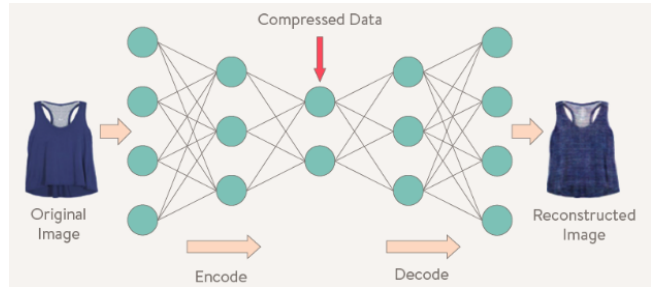 Compressed Data
Original
Image
Reconstructed
Image
Encode
Decode